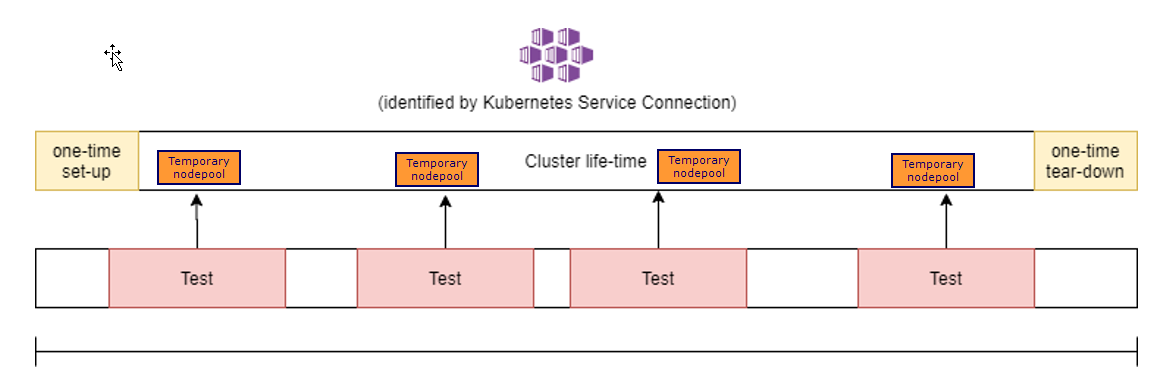 (identified by Kubernetes Service Connection)
one-time
set-up
Temporary
nodepool
Temporary
nodepool
Cluster life-time
Temporary
nodepool
Temporary
nodepool
one-time
tear-down
Test
Test
Test
Test